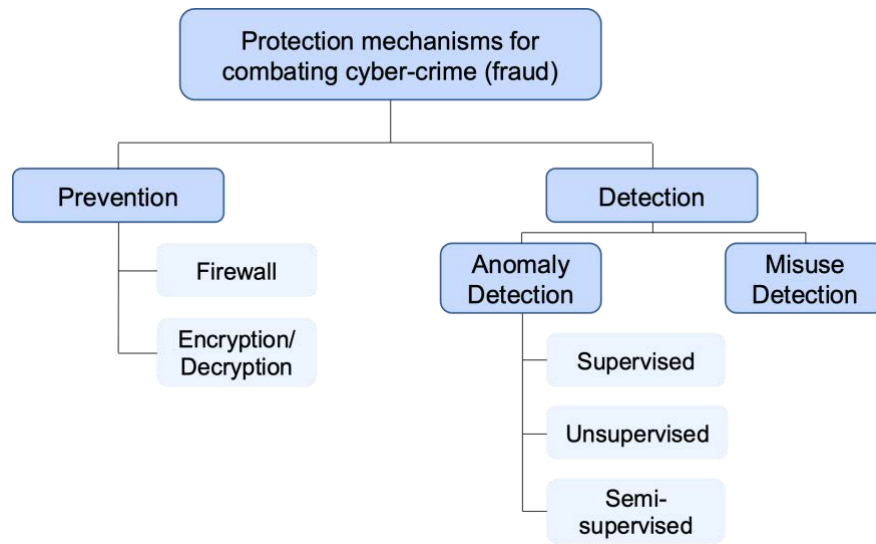 Protection mechanisms for
combating cyber-crime (fraud)
Prevention
Detection
Firewall
Encryption/
Decryption
Anomaly
Detection
Misuse
Detection
Supervised
Unsupervised
Semi-
supervised